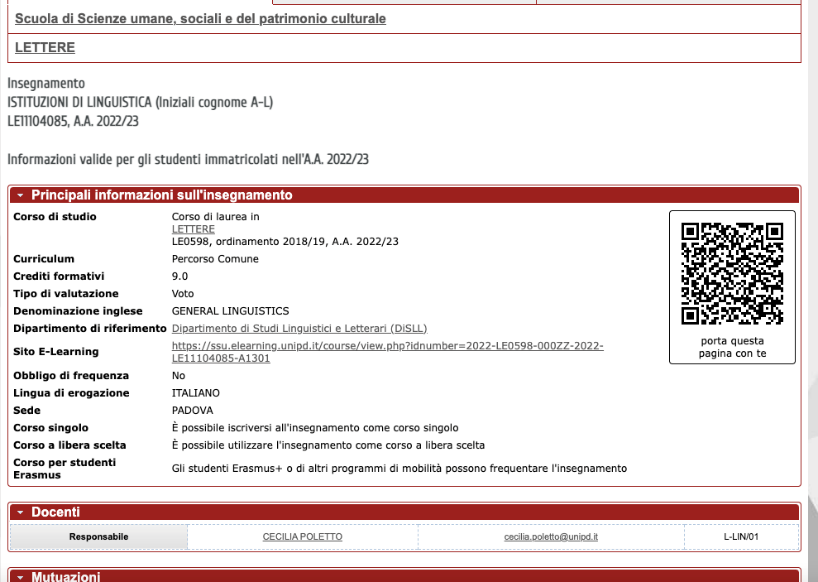 Scuola di Scienze umane, sociali e del patrimonio culturale
LETTERE
Insegnamento
ISTITUZIONI DI LINGUISTICA (Iniziali cognome A-L)
LE11104085, A.A. 2022/23
Informazioni valide per gli studenti immatricolati nell'A.A. 2022/23
Principali informazioni sull'insegnamento
Corso di studio Corso di laurea in
LETTERE
LE0598, ordinamento 2018/19, A.A. 2022/23
Curriculum Percorso Comune
Crediti formativi 9.0
Tipo di valutazione Voto
Denominazione inglese GENERAL LINGUISTICS
Dipartimento di riferimento Dipartimento di Studi Linguistici e Letterari (DiSLL)
Sito E-Learning https://ssu.elearning.unipd.it/course/view.php?idnumber=2022-LE0598-000ZZ-2022-
LE11104085-A1301
Obbligo di frequenza No
Lingua di erogazione ITALIANO
Sede PADOVA
Corso singolo È possibile iscriversi all'insegnamento come corso singolo
Corso a libera scelta È possibile utilizzare l'insegnamento come corso a libera scelta
Corso per studenti
Erasmus Gli studenti Erasmus+ o di altri programmi di mobilità possono frequentare l'insegnamento
porta questa
pagina con te
Docenti
Responsabile CECILIA POLETTO cecilia.poletto@unipd.it L-LIN/01
Mutuazioni